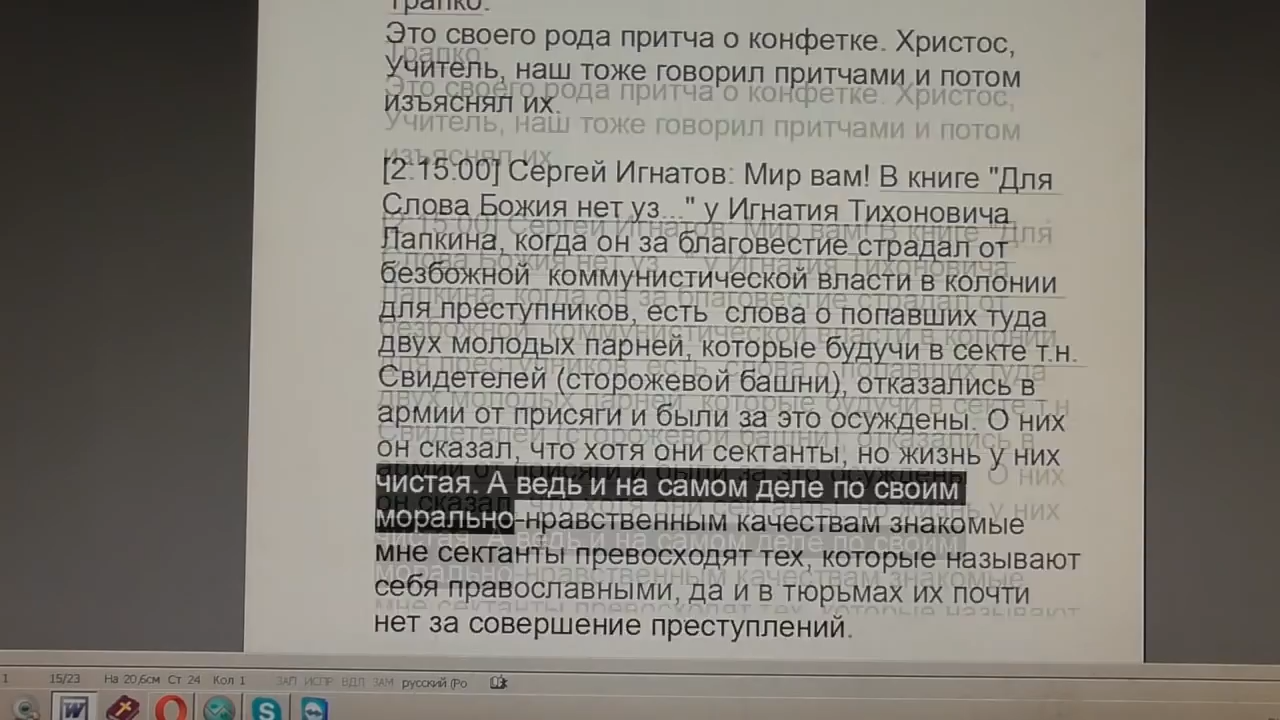 Трапко:
Это своего рода притча о конфетке. Христос,
Учитель, наш тоже говорил притчами и потом
изъяснял их.
[2:15:00] Сергей Игнатов: Мир вам! В книге "Для
Слова Божия нет уз..." у Игнатия Тихоновича
Лапкина, когда он за благовестие страдал от
безбожной коммунистической власти в колонии
для преступников, есть слова о попавших туда
двух молодых парней, которые будучи в секте т.н.
Свидетелей (сторожевой башни), отказались в
армии от присяги и были за это осуждены. О них
он сказал, что хотя они сектанты, но жизнь у них
чистая. А ведь и на самом деле по своим
морально-нравственным качествам знакомые
мне сектанты превосходят тех, которые называют
себя православными, да и в тюрьмах их почти
нет за совершение преступлений.
1 15/23 На 20,6см Ст 24 Кол 1 ЗАП ИСПР ВДЛ ЗАМ русский (Ро